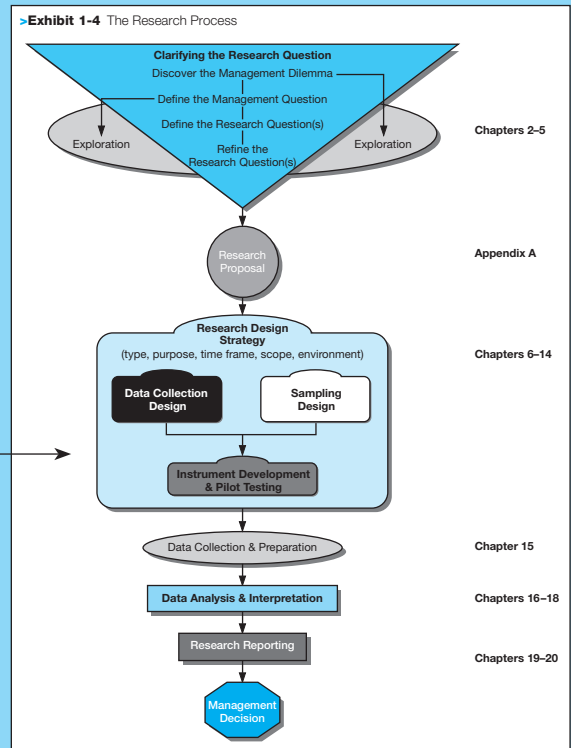 >Exhibit 1-4 The Research Process
Clarifying the Research Question
Discover the Management Dilemma
Define the Management Question
Define the Research Question(s)
Exploration
Exploration
Refine the
Research Question(s)
Chapters 2–5
Research
Proposal
Appendix A
Research Design
Strategy
(type, purpose, time frame, scope, environment)
Chapters 6–14
Data Collection
Design
Sampling
Design
Instrument Development
& Pilot Testing
Data Collection & Preparation
Chapter 15
Data Analysis & Interpretation
Chapters 16–18
Research Reporting
Chapters 19–20
Management
Decision